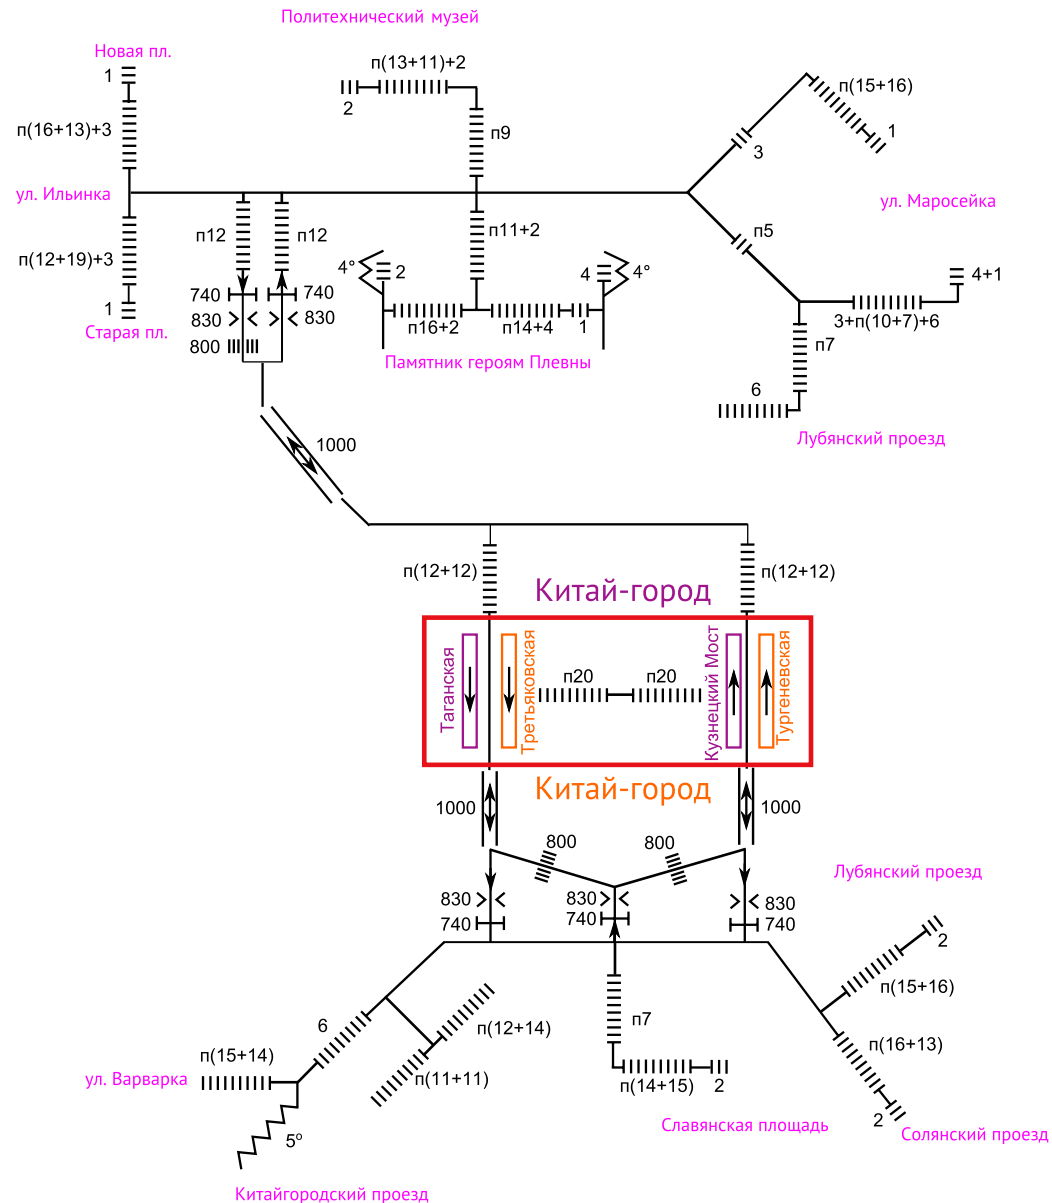 Политехнический музей
Новая пл.
1
п(13+11)+2
2
п(15+16)
1
п(16+13)+3
п9
3
ул. Ильинка
ул. Маросейка
п12
п12
п11+2
п5
п(12+19)+3
4°
2
4
4°
4+1
740
740
1
830
830
3+п(10+7)+6
п16+2
п14+4
1
Старая пл.
800
п7
Памятник героям Плевны
6
Лубянский проезд
1000
п(12+12)
п(12+12)
Китай-город
Таганская
Третьяковская
п20
п20
Кузнецкий Мост
Тургеневская
Китай-город
1000
1000
800
800
Лубянский проезд
830
830
830
740
740
740
2
п(15+16)
6
п(12+14)
п7
п(16+13)
п(15+14)
ул. Варварка
п(11+11)
п(14+15)
2
2
Славянская площадь
Солянский проезд
5º
Китайгородский проезд